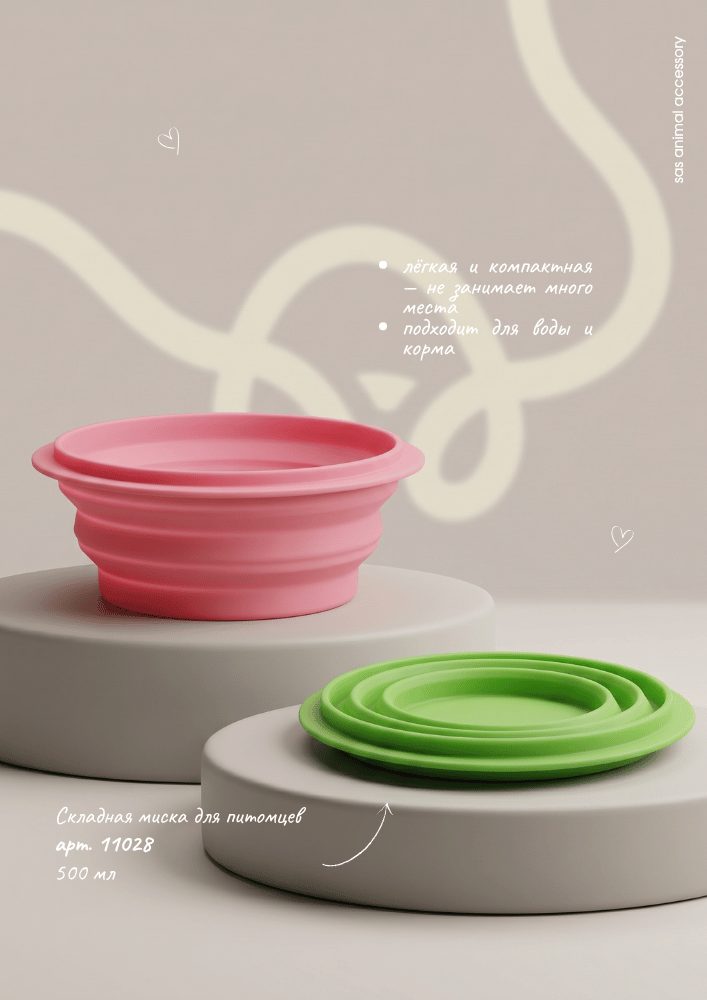 sas animal accessory
• лёгкая и компактная
– не занимает много
места
• подходит для воды и
корма
Складная миска для питомцев
арт. 11028
500 мл